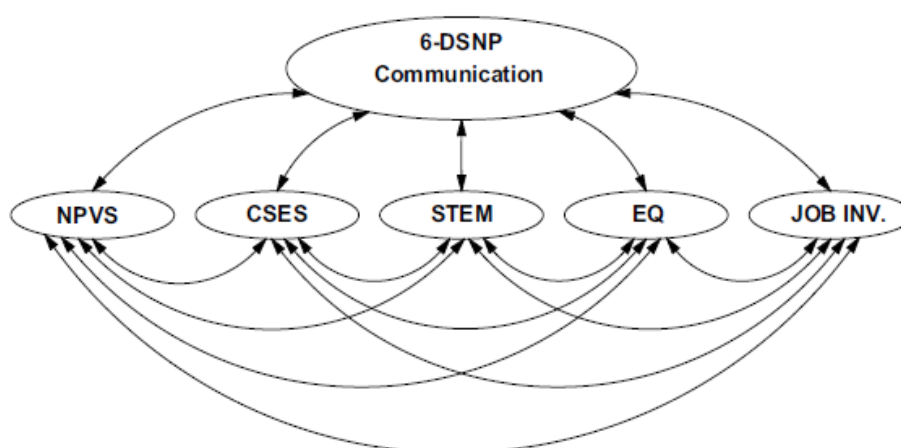 6-DSNP
Communication
NPVS
CSES
STEM
EQ
JOB INV.